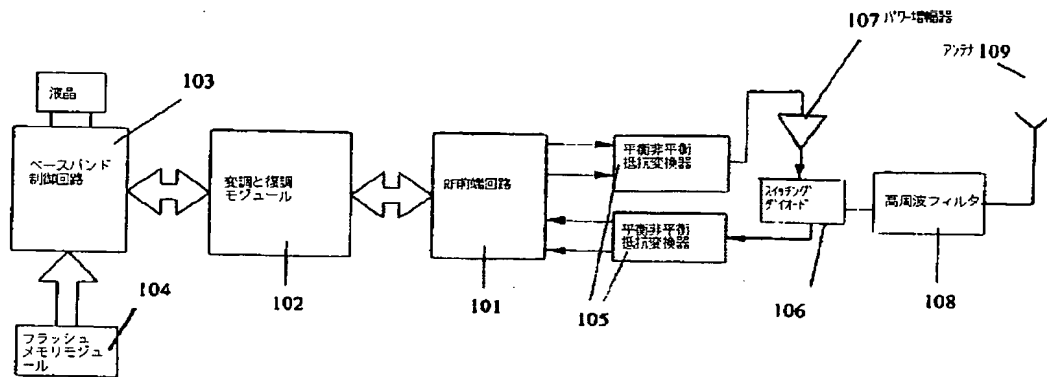 107 パワー増幅器
アンテナ 109
103
液晶
ベースバンド
制御回路
変調と復調
モジュール
RF前端回路
平衡非平衡
抵抗変換器
スイッチング
ダイオード
高周波フィルタ
平衡非平衡
抵抗変換器
104
102
101
105
106
108
フラッシュ
メモリモジュ
ール